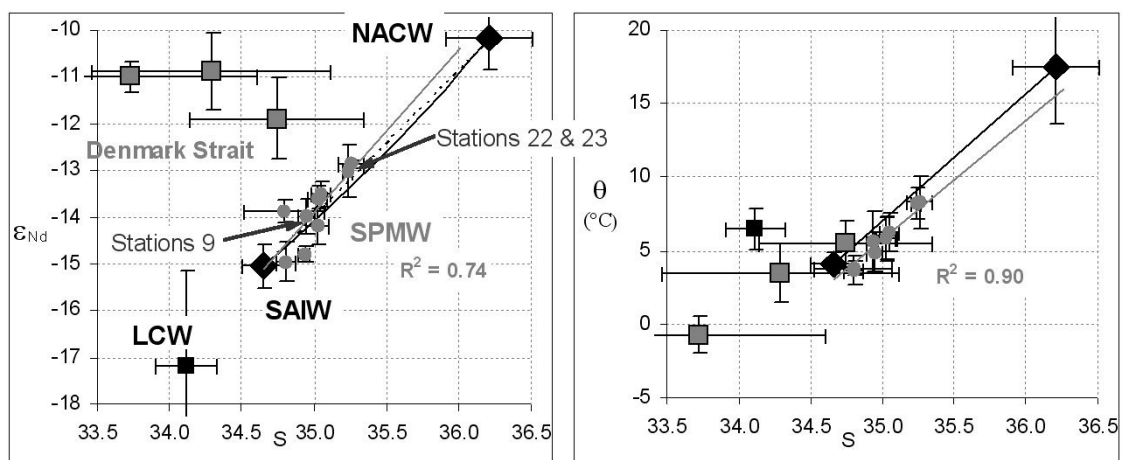 -10
-11
-12
-13
-14
-15
-16
-17
-18
εNd
33.5 34.0 34.5 35.0 35.5 36.0 36.5
S
NACW
Denmark Strait
Stations 22 & 23
Stations 9
SPMW
R² = 0.74
SAIW
LCW
20
15
10
5
0
-5
θ
(°C)
33.5 34.0 34.5 35.0 35.5 36.0 36.5
S
R² = 0.90